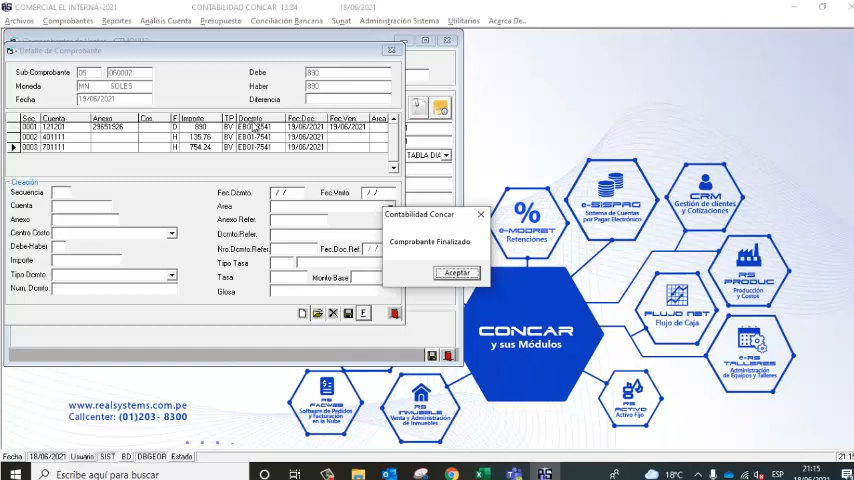 COMERCIAL EL INTERNA-2021 CONTABILIDAD CONCAR 13.84 18/06/2021
Archivos Comprobantes Reportes Análisis Cuenta Presupuesto Conciliación Bancaria Sunat Administración Sistema Utilitarios Acerca De..
Detalle de Comprobante
Sub-Comprobante 05 060002 Debe 890.
Moneda MN SOLES Haber 890.
Fecha 19/06/2021 Diferencia
Sec. Cuenta Anexo Cos. F Importe TP Docmto Fec.Doc. Fec.Ven. Area
0001 121201 29651926 D 890 BV EB01-7541 19/06/2021 19/06/2021
0002 401111 H 135.76 BV EB01-7541 19/06/2021
0003 701111 H 754.24 BV EB01-7541 19/06/2021
TABLA DIA
Creación
Secuencia Fec.Dcmto. / / Fec.Vmto. / /
Cuenta Area
Anexo Anexo Refer.
Centro Costo Dcmto.Refer.
Debe-Haber Nro.Dcmto.Refer. Fec.Doc.Ref. / /
Importe Tipo Tasa
Tipo Dcmto. Tasa Monto Base
Num. Dcmto. Glosa
E
Contabilidad Concar
Comprobante Finalizado
Aceptar
CONCAR
y sus Módulos
%
e-MODRET
Retenciones
e-SISPAG
Sistema de Cuentas
por Pagar Electrónico
CRM
Gestión de clientes
y Cotizaciones
RS
PRODUC
Producción
y Costos
FLUJO NET
Flujo de Caja
e-RS
TALLERES
Administración
de Equipos y Talleres
RS
ACTIVO
Activo Fijo
RS
INMUEBLE
Venta y Administración
de Inmuebles
RS
FACWEB
Software de Pedidos
y Facturación
en la Nube
www.realsystems.com.pe
Callcenter: (01)203- 8300
Fecha 18/06/2021 Usuario SIST BD DBGEOR Estado 21:15
Escribe aquí para buscar
18°C ESP 21:15
18/06/2021